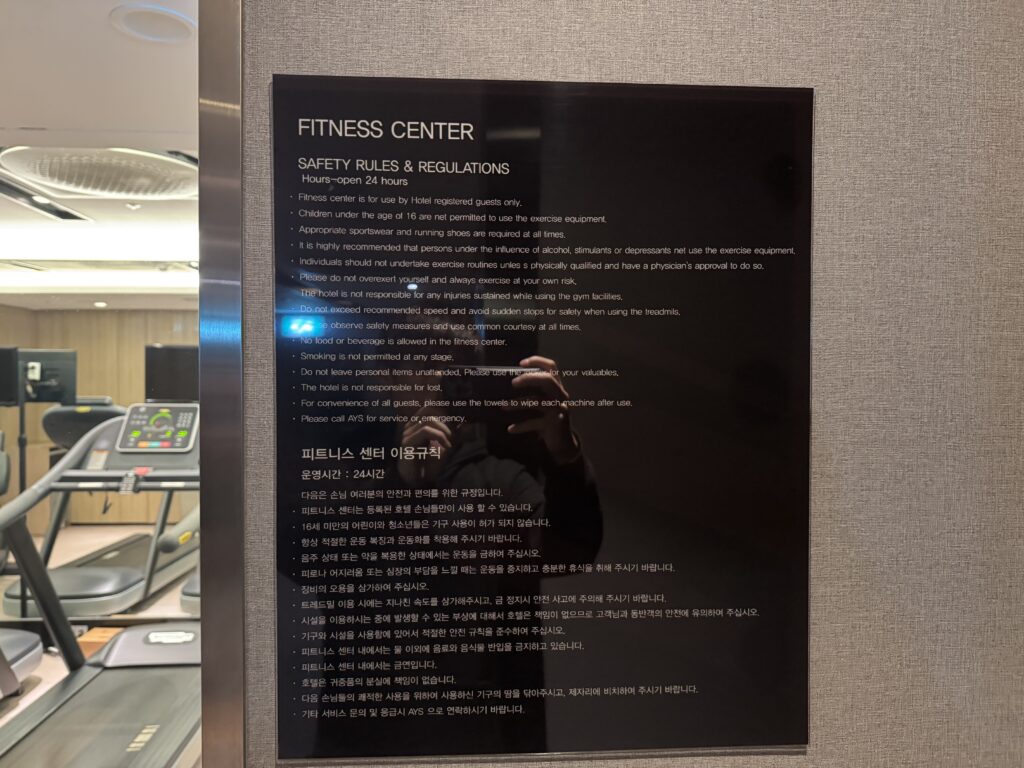 FITNESS CENTER
SAFETY RULES & REGULATIONS
Hours-open 24 hours
· Fitness center is for use by Hotel registered guests only.
· Children under the age of 16 are net permitted to use the exercise equipment.
· Appropriate sportswear and running shoes are required at all times.
· It is highly recommended that persons under the influence of alcohol, stimulants or depressants net use the exercise equipment.
· Individuals should not undertake exercise routines unles s physically qualified and have a physician's approval to do so.
· Please do not overexert yourself and always exercise at your own risk.
The hotel is not responsible for any injuries sustained while using the gym facilities.
· Do not exceed recommended speed and avoid sudden stops for safety when using the treadmils.
observe safety measures and use common courtesy at all times.
· No food or beverage is allowed in the fitness center.
· Smoking is not permitted at any stage.
· Do not leave personal items unattended. Please use the locker for your valuables.
· The hotel is not responsible for lost.
· For convenience of all guests, please use the towels to wipe each machine after use.
· Please call AYS for service or emergency.
피트니스 센터 이용규칙
운영시간 : 24시간
다음은 손님 여러분의 안전과 편의를 위한 규정입니다.
· 피트니스 센터는 등록된 호텔 손님들만이 사용 할 수 있습니다.
· 16세 미만의 어린이와 청소년들은 기구 사용이 허가 되지 않습니다.
· 항상 적절한 운동 복장과 운동화를 착용해 주시기 바랍니다.
· 음주 상태 또는 약을 복용한 상태에서는 운동을 금하여 주십시오.
· 피로나 어지러움 또는 심장의 부담을 느낄 때는 운동을 중지하고 충분한 휴식을 취해 주시기 바랍니다.
· 장비의 오용을 삼가하여 주십시오.
· 트레드밀 이용 시에는 지나친 속도를 삼가해주시고, 급 정지시 안전 사고에 주의해 주시기 바랍니다.
· 시설을 이용하시는 중에 발생할 수 있는 부상에 대해서 호텔은 책임이 없으므로 고객님과 동반객의 안전에 유의하여 주십시오.
· 기구와 시설을 사용함에 있어서 적절한 안전 규칙을 준수하여 주십시오.
· 피트니스 센터 내에서는 물 이외에 음료와 음식물 반입을 금지하고 있습니다.
· 피트니스 센터 내에서는 금연입니다.
· 호텔은 귀중품의 분실에 책임이 없습니다.
· 다음 손님들의 쾌적한 사용을 위하여 사용하신 기구의 땀을 닦아주시고, 제자리에 비치하여 주시기 바랍니다.
· 기타 서비스 문의 및 응급시 AYS 으로 연락하시기 바랍니다.